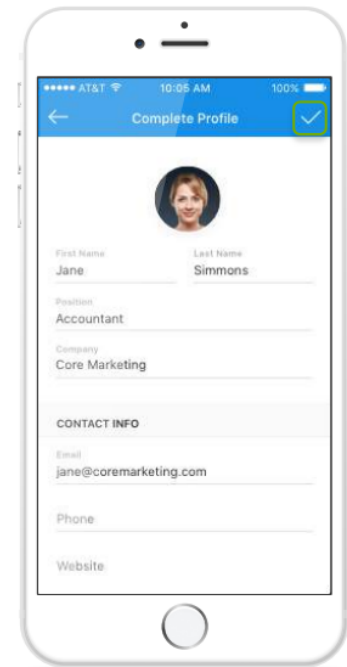 AT&T 10:05 AM 100%
Complete Profile
First Name Last Name
Jane Simmons
Position
Accountant
Company
Core Marketing
CONTACT INFO
Email
jane@coremarketing.com
Phone
Website